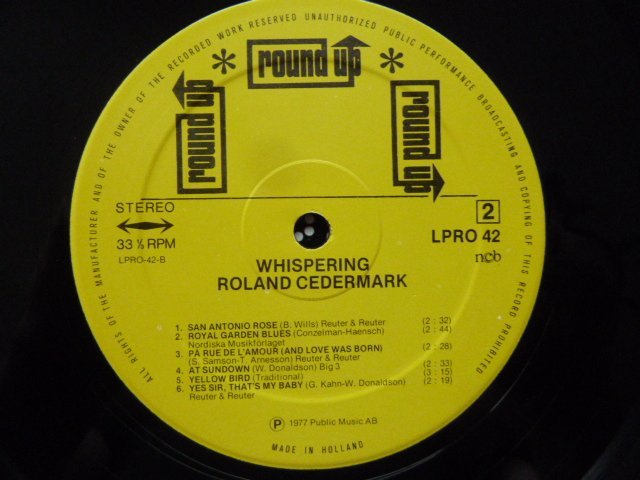 ALL RIGHTS OF THE MANUFACTURER AND OF THE OWNER OF THE RECORDED WORK RESERVED UNAUTHORIZED PUBLIC PERFORMANCE BROADCASTING AND COPYING OF THIS RECORD PROHIBITED
round up
*
round up
*
round up
STEREO
33 ⅓ RPM
LPRO-42-B
2
LPRO 42
ncb
WHISPERING
ROLAND CEDERMARK
1. SAN ANTONIO ROSE (B. Wills) Reuter & Reuter (2 : 32)
2. ROYAL GARDEN BLUES (Conzelman-Haensch) (2 : 44)
Nordiska Musikförlaget
3. PÅ RUE DE L'AMOUR (AND LOVE WAS BORN) (2 : 28)
(S. Samson-T. Arnesson) Reuter & Reuter
4. AT SUNDOWN (W. Donaldson) Big 3 (2 : 33)
5. YELLOW BIRD (Traditional) (3 : 15)
6. YES SIR, THAT'S MY BABY (G. Kahn-W. Donaldson) (2 : 19)
Reuter & Reuter
Ⓟ 1977 Public Music AB
MADE IN HOLLAND